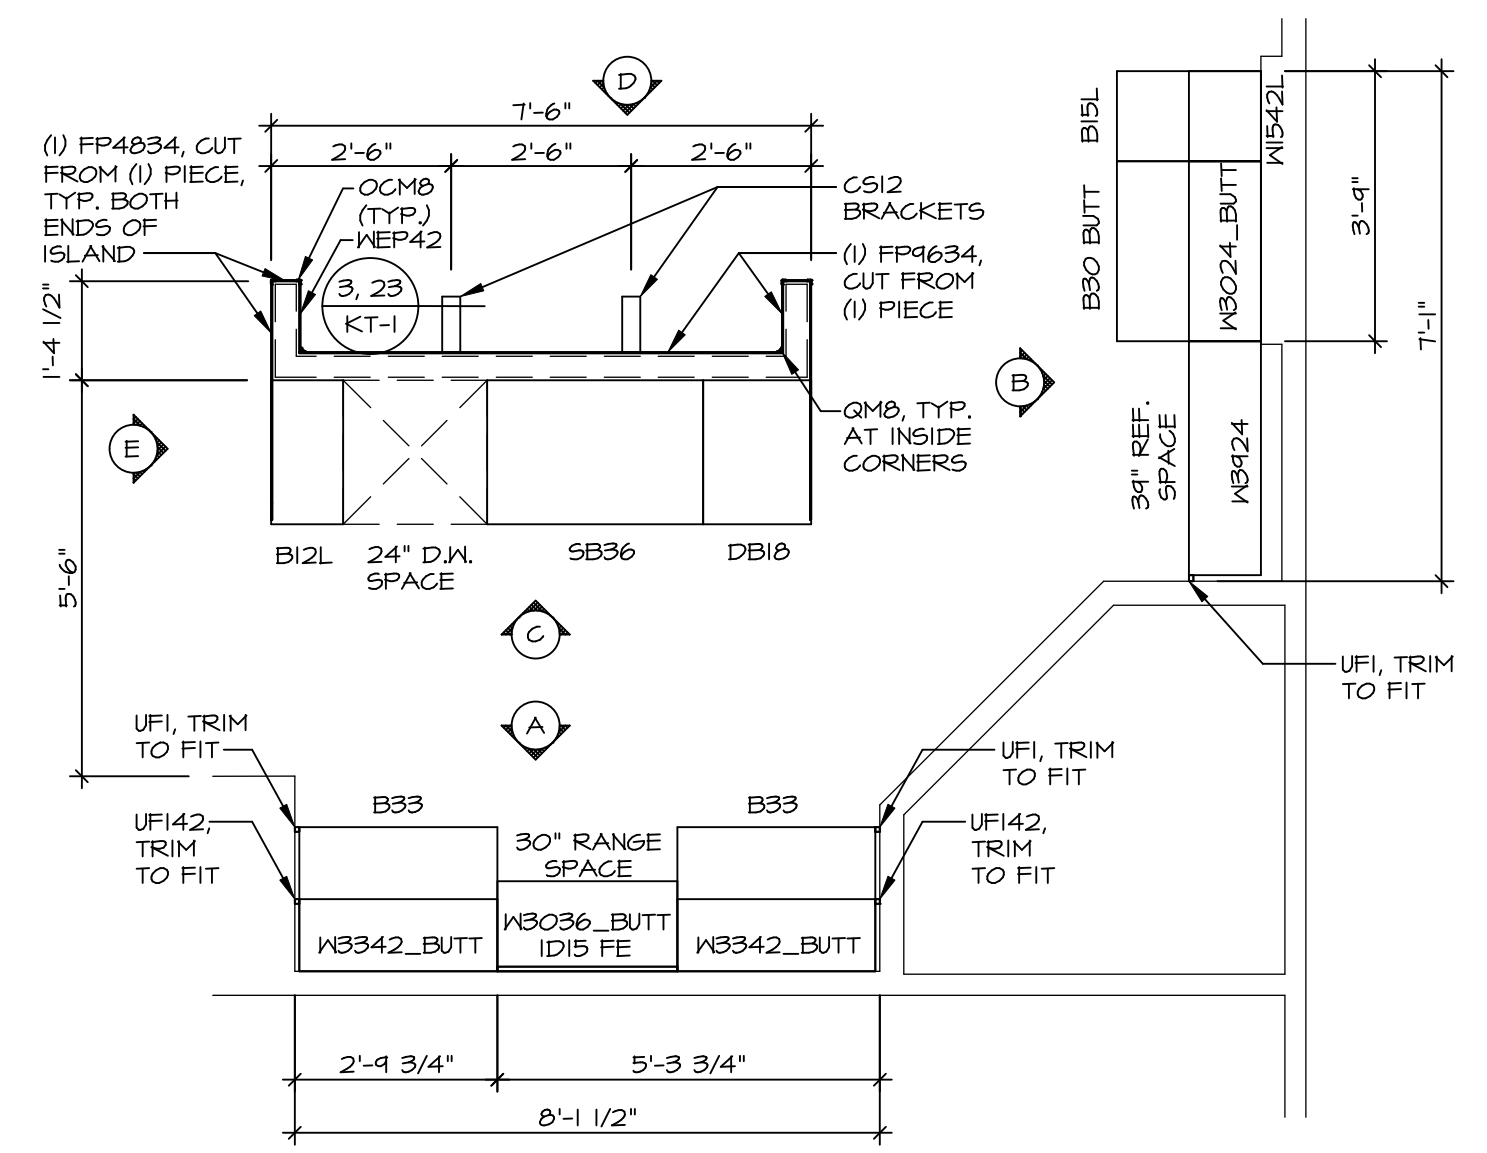 D
7'-6"
2'-6"
2'-6"
2'-6"
(1) FP4834, CUT
FROM (1) PIECE,
TYP. BOTH
ENDS OF
ISLAND
OCM8
(TYP.)
WEP42
3, 23
KT-1
CS12
BRACKETS
(1) FP9634,
CUT FROM
(1) PIECE
1'-4 1/2"
E
B
QM8, TYP.
AT INSIDE
CORNERS
B12L
24" D.W.
SPACE
SB36
DB18
5'-6"
C
A
B15L
W1542L
B30 BUTT
W3024_BUTT
3'-9"
7'-1"
39" REF.
SPACE
W3924
UF1, TRIM
TO FIT
UF1, TRIM
TO FIT
UF142,
TRIM
TO FIT
B33
30" RANGE
SPACE
B33
UF1, TRIM
TO FIT
UF142,
TRIM
TO FIT
W3342_BUTT
W3036_BUTT
1D15 FE
W3342_BUTT
2'-9 3/4"
5'-3 3/4"
8'-1 1/2"